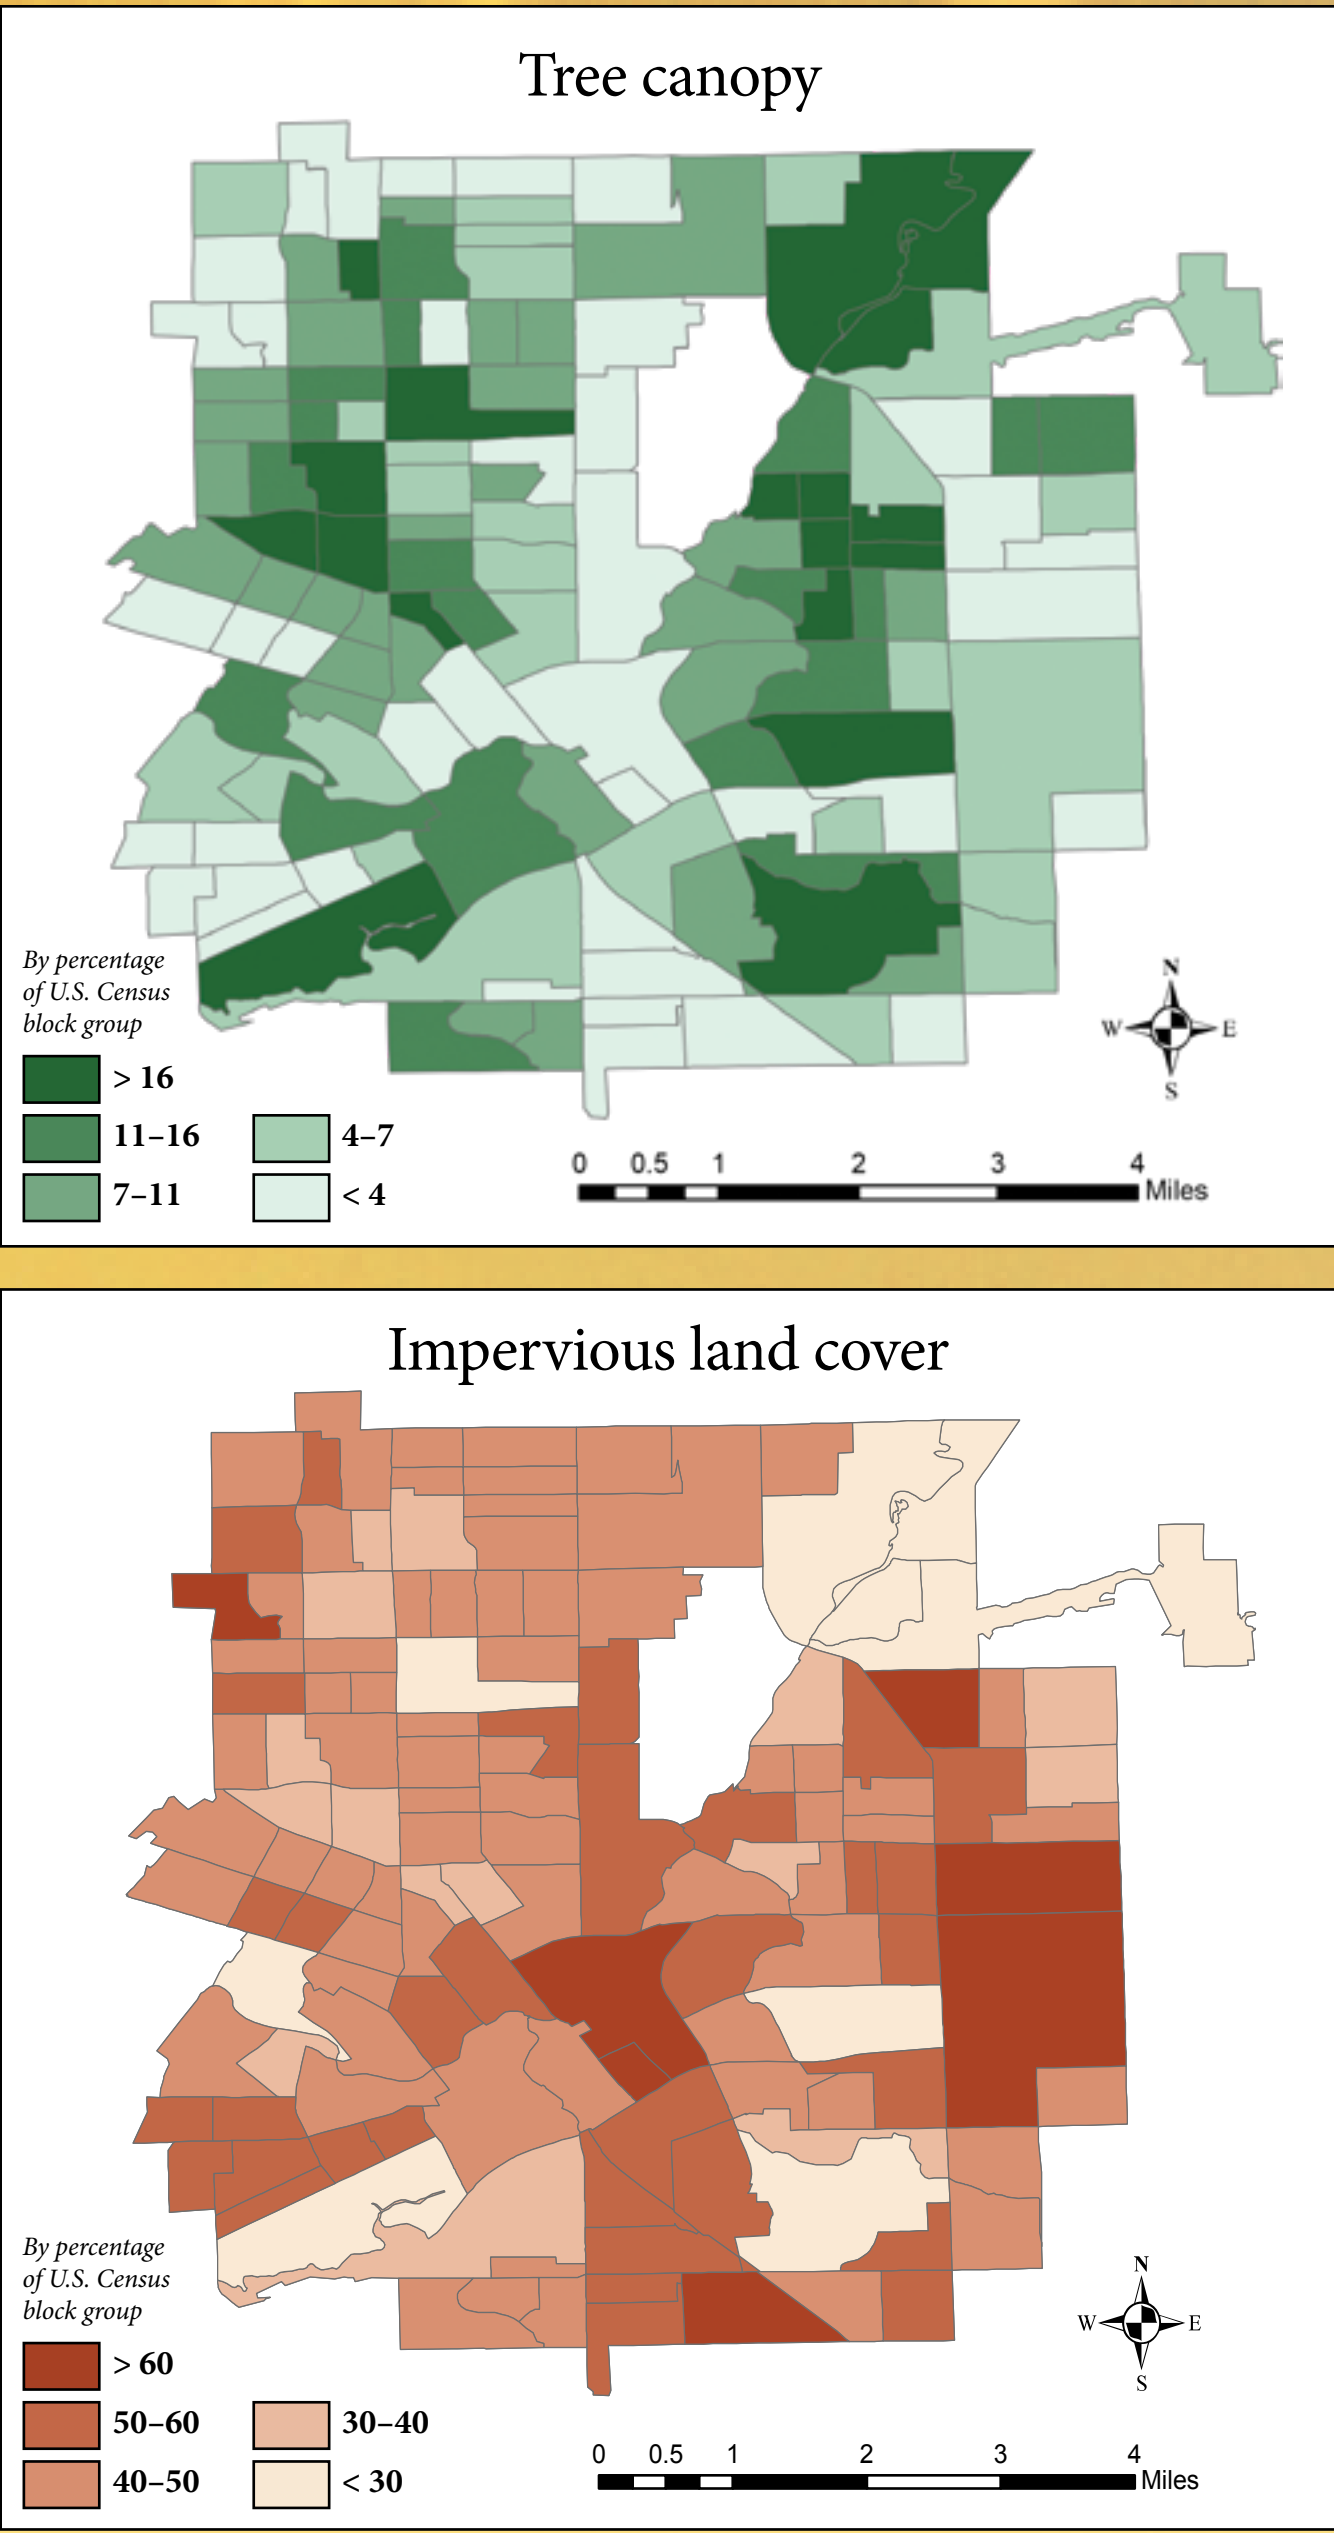 Tree canopy
By percentage
of U.S. Census
block group
> 16
11–16
4–7
7–11
< 4
N
W E
S
0 0.5 1 2 3 4
Miles
Impervious land cover
By percentage
of U.S. Census
block group
> 60
50–60
30–40
40–50
< 30
N
W E
S
0 0.5 1 2 3 4
Miles